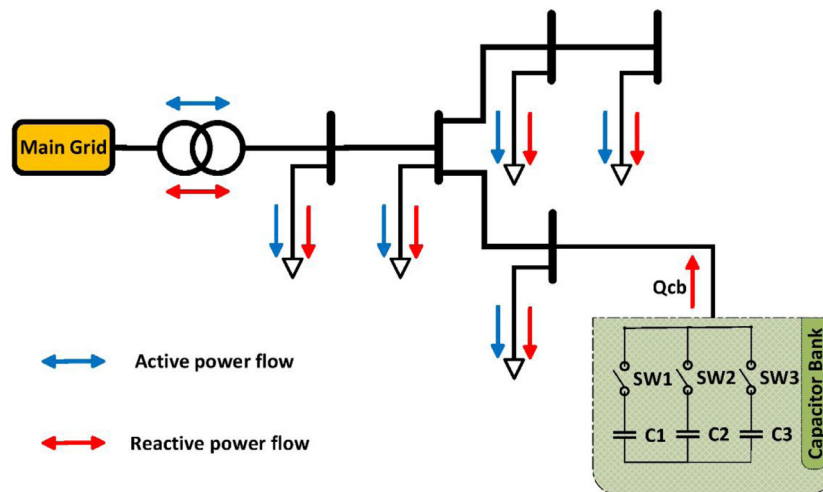 Main Grid
Qcb
SW1 SW2 SW3
C1 C2 C3
Capacitor Bank
Active power flow
Reactive power flow